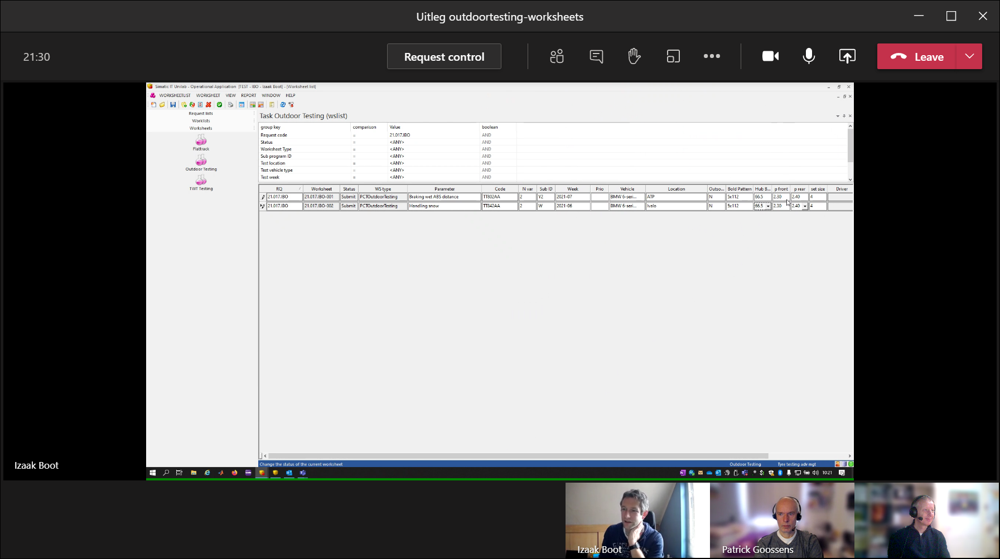 Uitleg outdoortesting-worksheets
21:30
Request control
Leave
Simatic IT Unilab - Operational Application [TEST - IBO - Izaak Boot] - [Worksheet list]
WORKSHEETLIST WORKSHEET VIEW REPORT WINDOW HELP
Request lists
Worklists
Worksheets
Flattrack
Outdoor Testing
TWT Testing
Task Outdoor Testing (wslist)
group key comparison Value boolean
Request code = 21.017.IBO AND
Status = <ANY> AND
Worksheet Type = <ANY> AND
Sub program ID = <ANY> AND
Test location = <ANY> AND
Test vehicle type = <ANY> AND
Test week = <ANY> AND
RQ Worksheet Status WS type Parameter Code N var Sub ID Week Prio Vehicle Location Outso... Bold Pattern Hub B... p front p rear set size Driver
21.017.IBO 21.017.IBO-001 Submit PCTOutdoorTesting Braking wet ABS distance TT802AA 2 Y2 2021-07 BMW 6-seri... ATP N 5x112 66.5 2.30 2.40 4
21.017.IBO 21.017.IBO-002 Submit PCTOutdoorTesting Handling snow TT842AA 2 W 2021-06 BMW 6-seri... Ivalo N 5x112 66.5 2.30 2.40 4
Change the status of the current worksheet Outdoor Testing Tyre testing adv mgt
10:21
Izaak Boot
Izaak Boot
Patrick Goossens